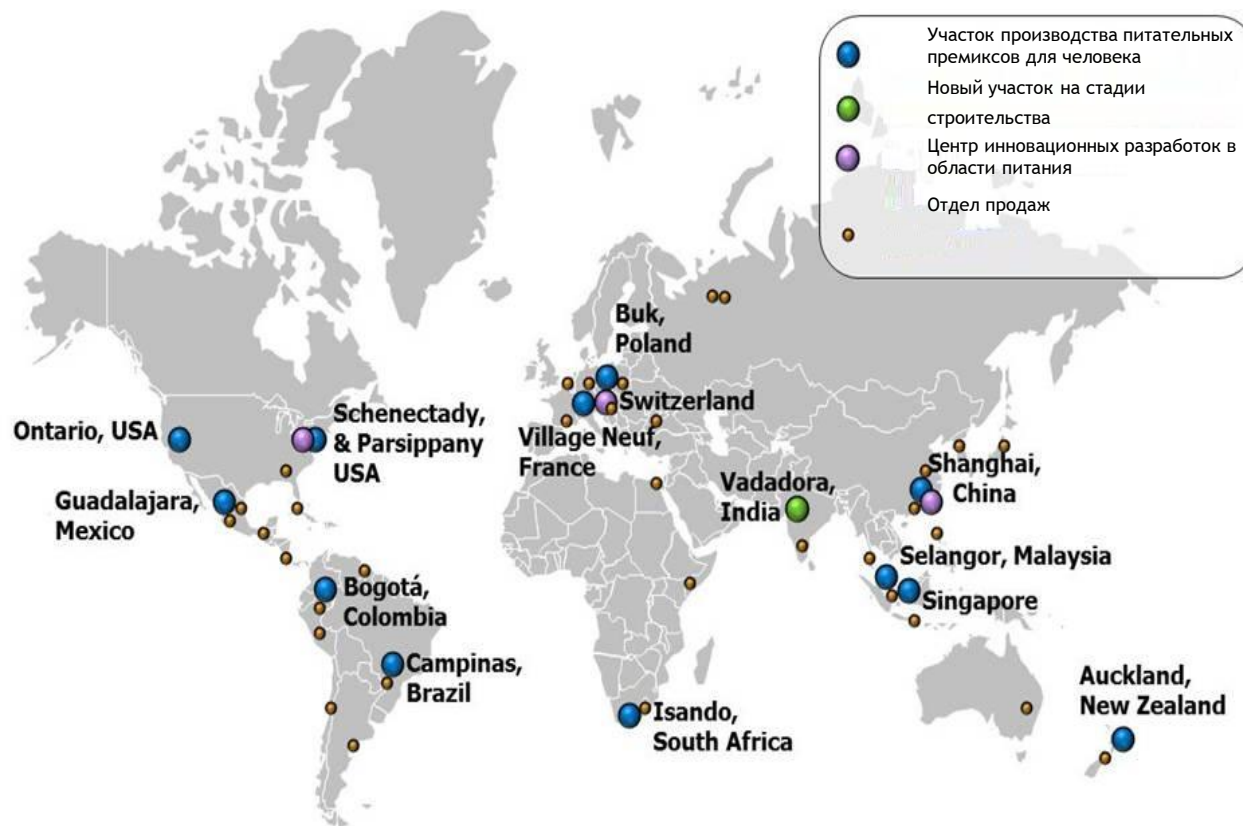 Участок производства питательных
премиксов для человека
Новый участок на стадии
строительства
Центр инновационных разработок в
области питания
Отдел продаж
Buk,
Poland
Switzerland
Village Neuf,
France
Ontario, USA
Schenectady,
& Parsippany
USA
Guadalajara,
Mexico
Vadadora,
India
Shanghai,
China
Selangor, Malaysia
Singapore
Bogotá,
Colombia
Campinas,
Brazil
Isando,
South Africa
Auckland,
New Zealand